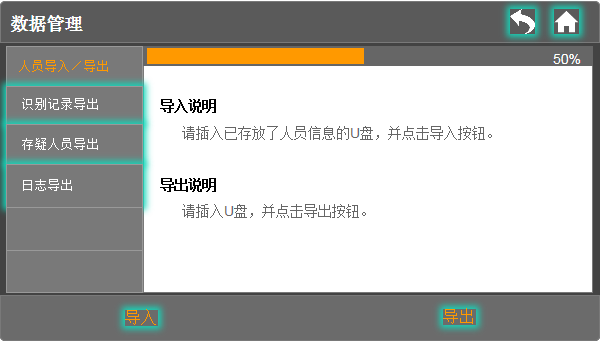 数据管理
人员导入／导出
50%
识别记录导出
存疑人员导出
日志导出
导入说明
请插入已存放了人员信息的U盘，并点击导入按钮。
导出说明
请插入U盘，并点击导出按钮。
导入
导出